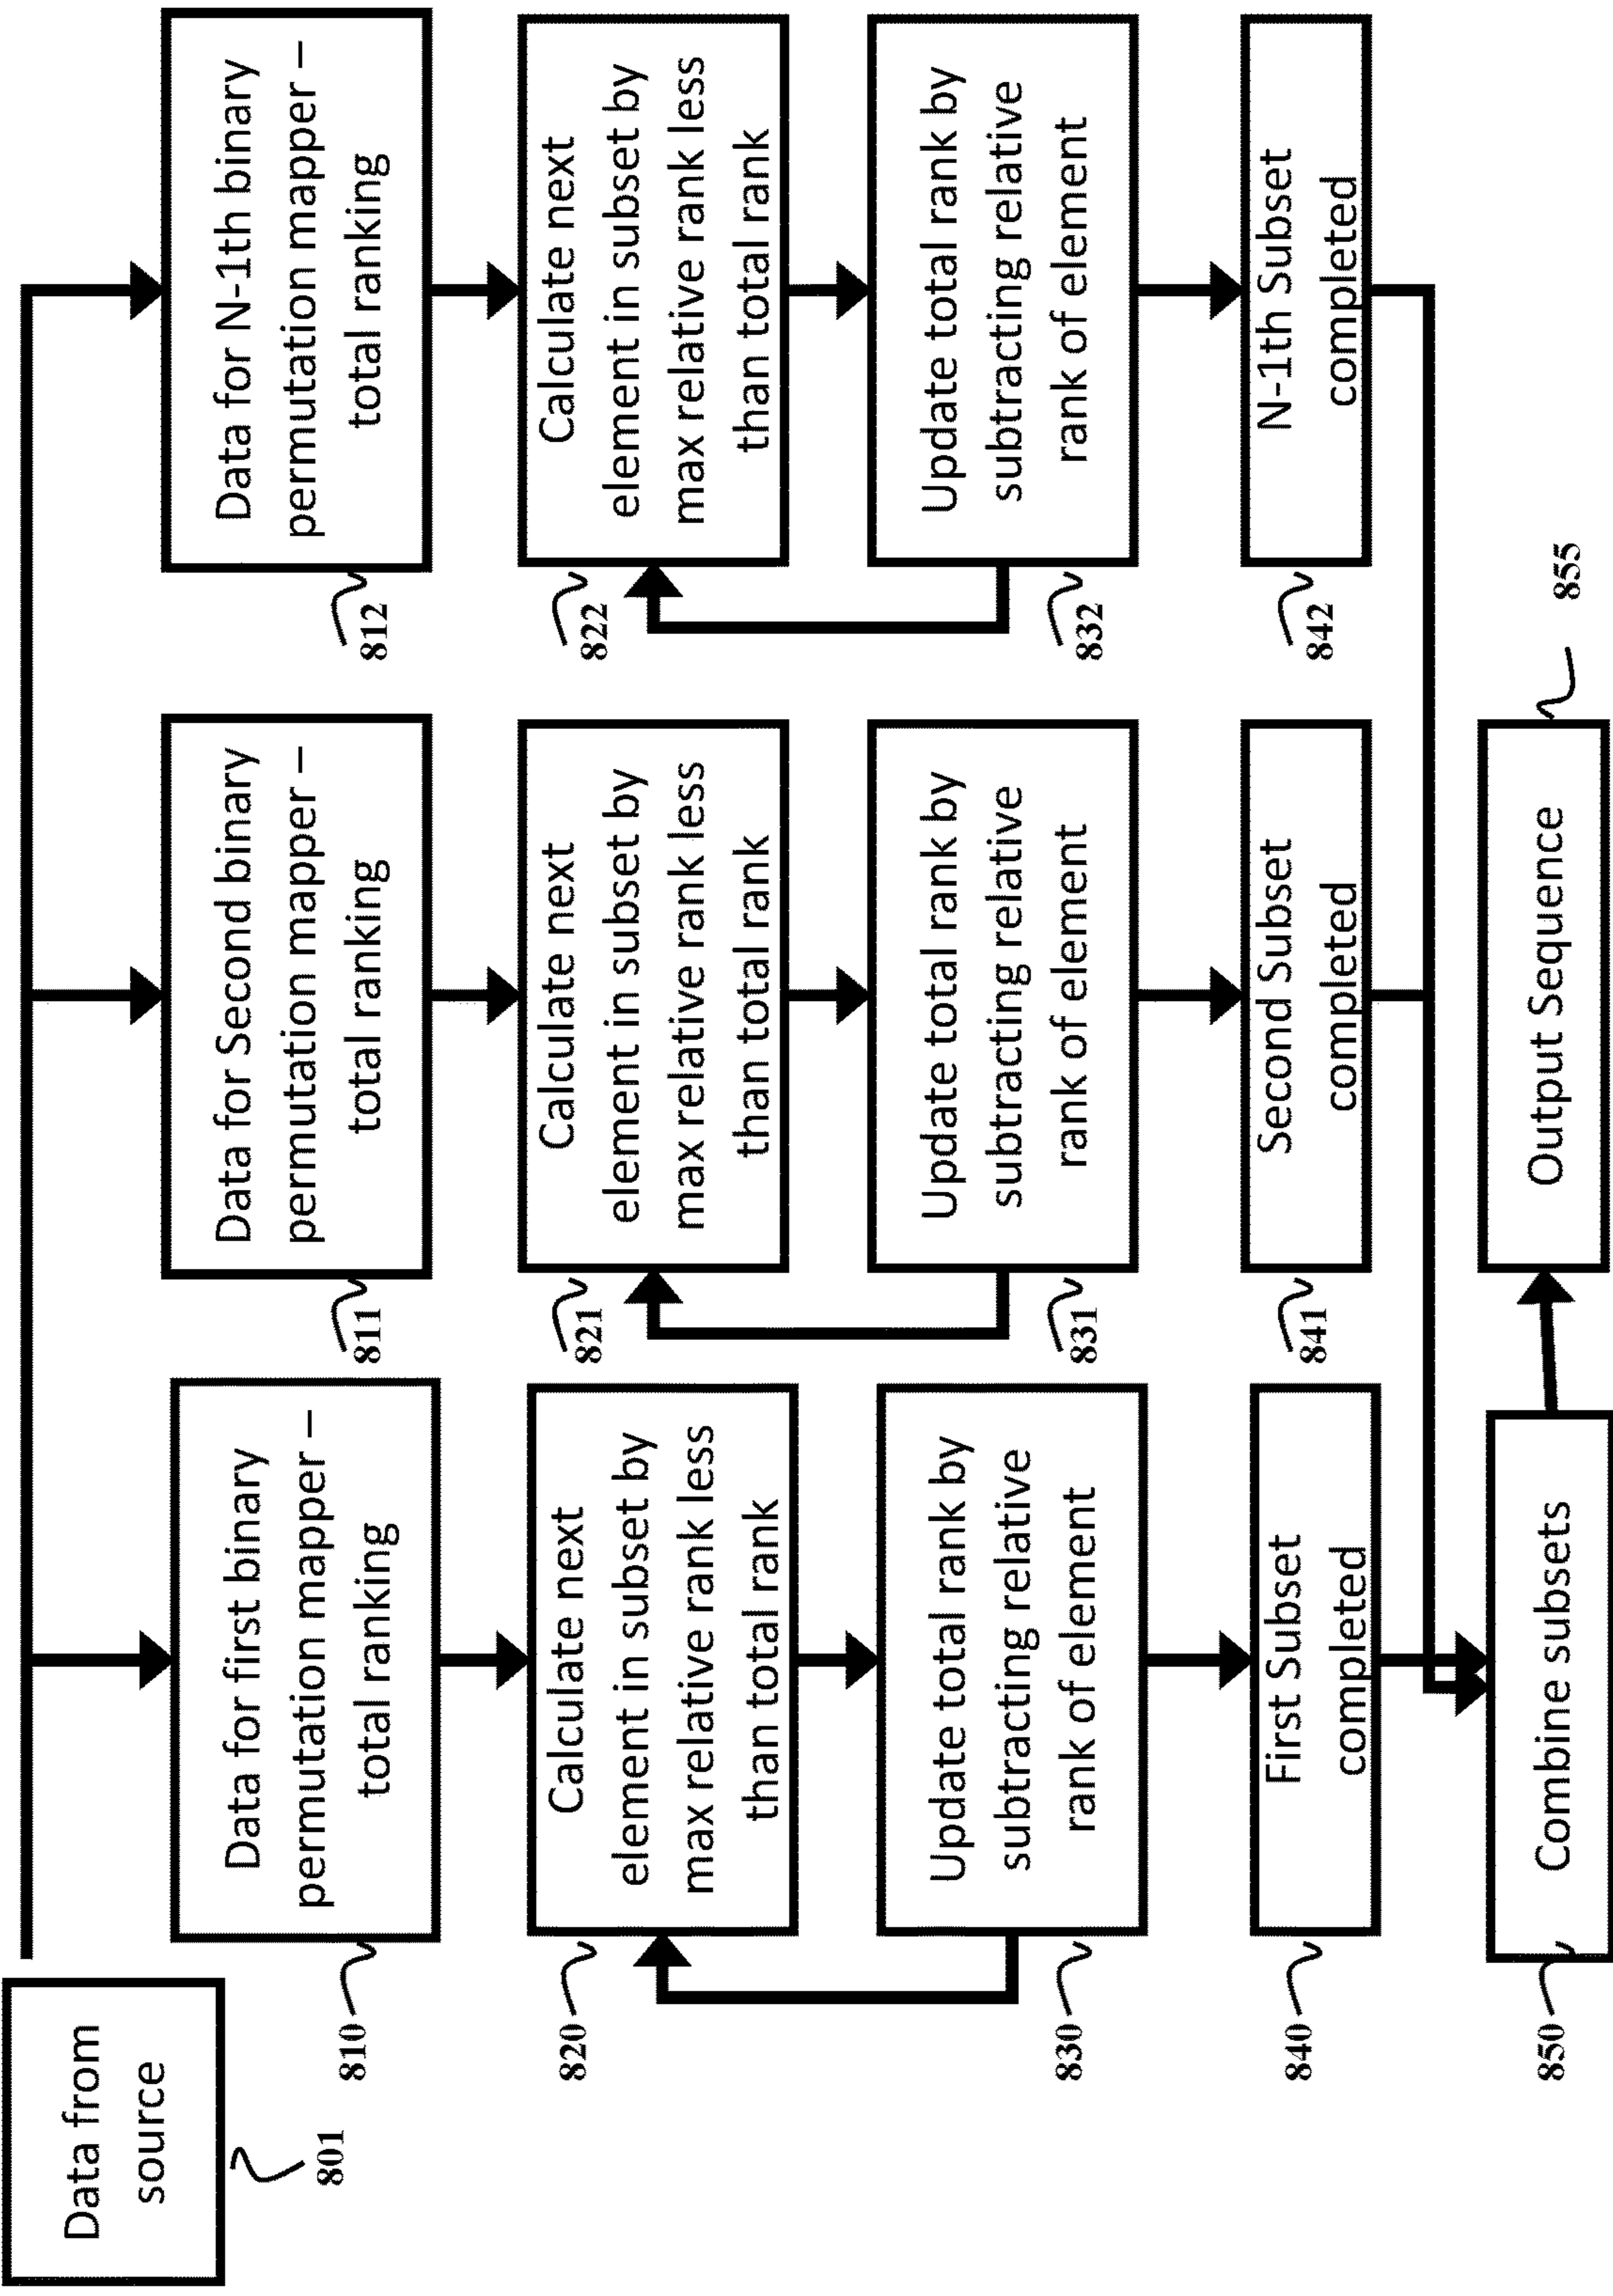 Data from
source
801
Data for first binary
permutation mapper –
total ranking
810
Data for Second binary
permutation mapper –
total ranking
811
Data for N-1th binary
permutation mapper –
total ranking
812
Calculate next
element in subset by
max relative rank less
than total rank
820
Calculate next
element in subset by
max relative rank less
than total rank
821
Calculate next
element in subset by
max relative rank less
than total rank
822
Update total rank by
subtracting relative
rank of element
830
Update total rank by
subtracting relative
rank of element
831
Update total rank by
subtracting relative
rank of element
832
First Subset
completed
840
Second Subset
completed
841
N-1th Subset
completed
842
Combine subsets
850
Output Sequence
855